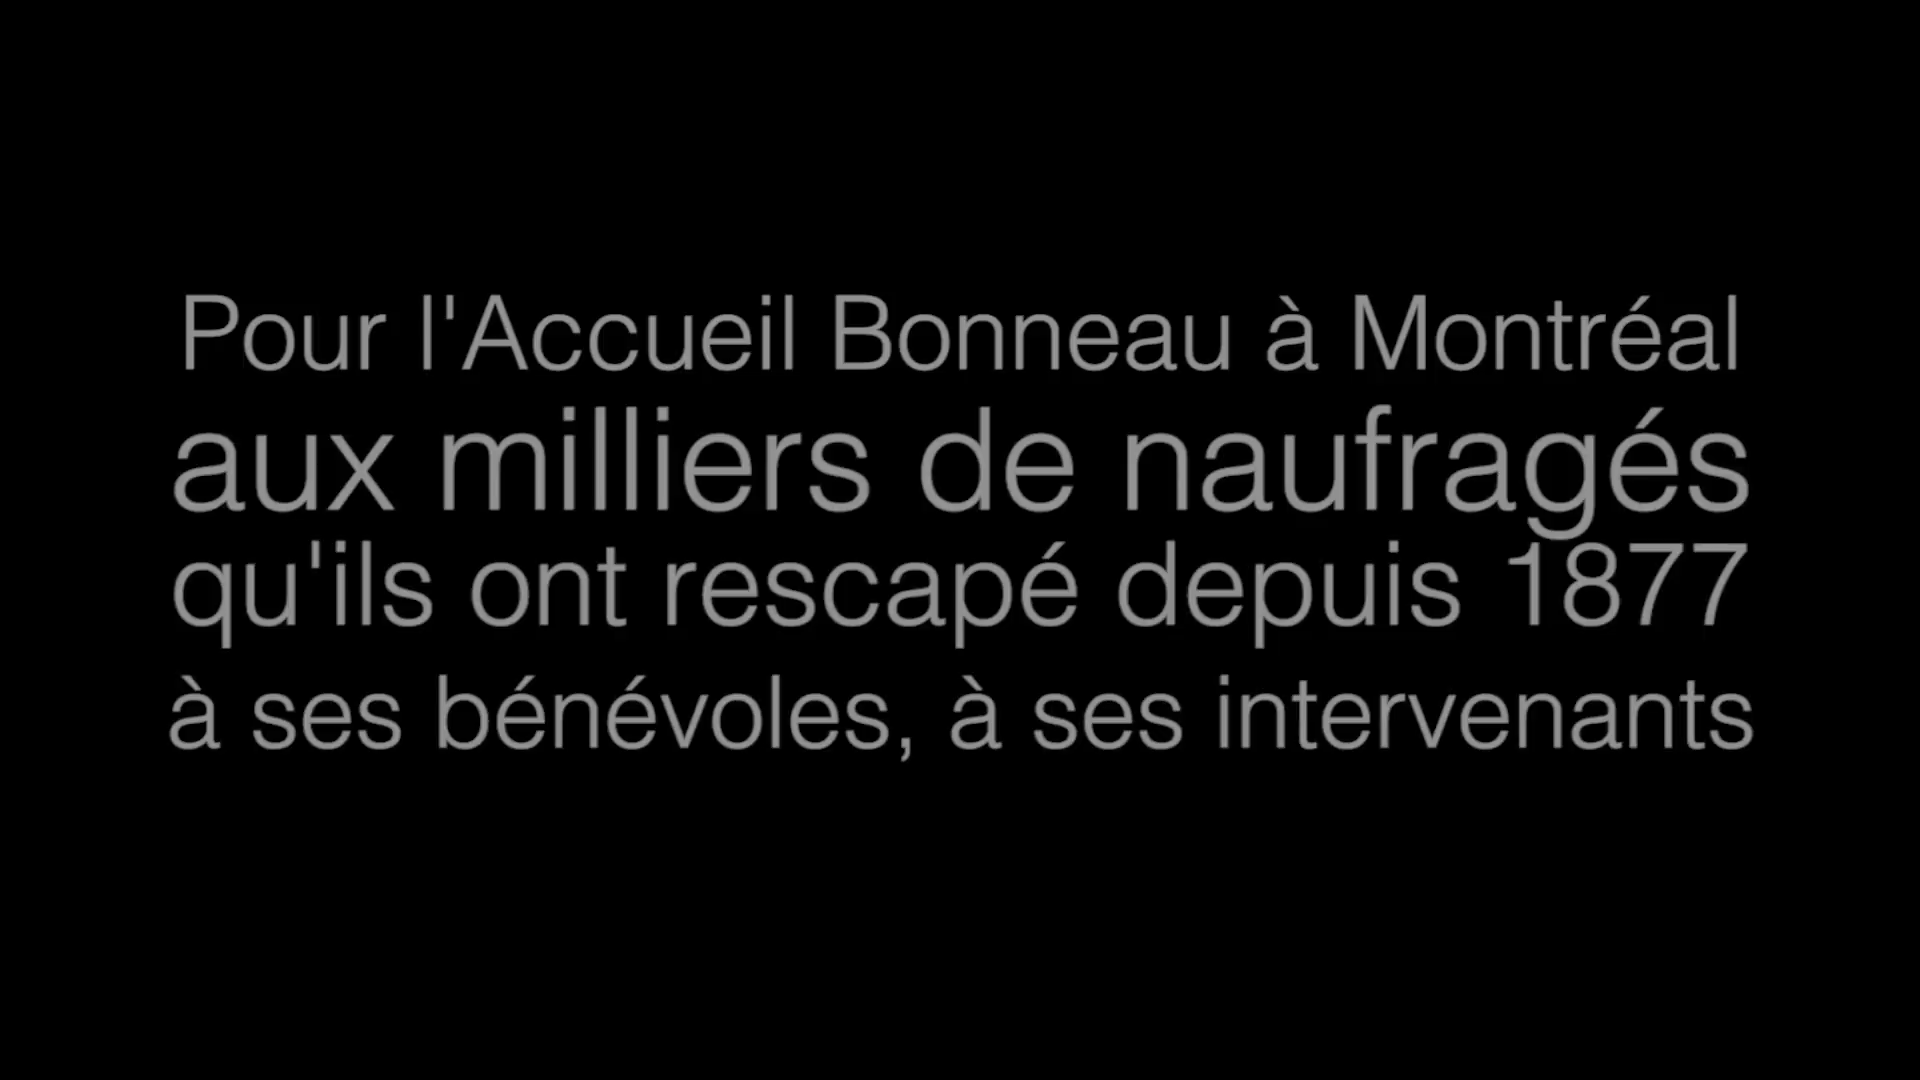 Pour l'Accueil Bonneau à Montréal
aux milliers de naufragés
qu'ils ont rescapé depuis 1877
à ses bénévoles, à ses intervenants